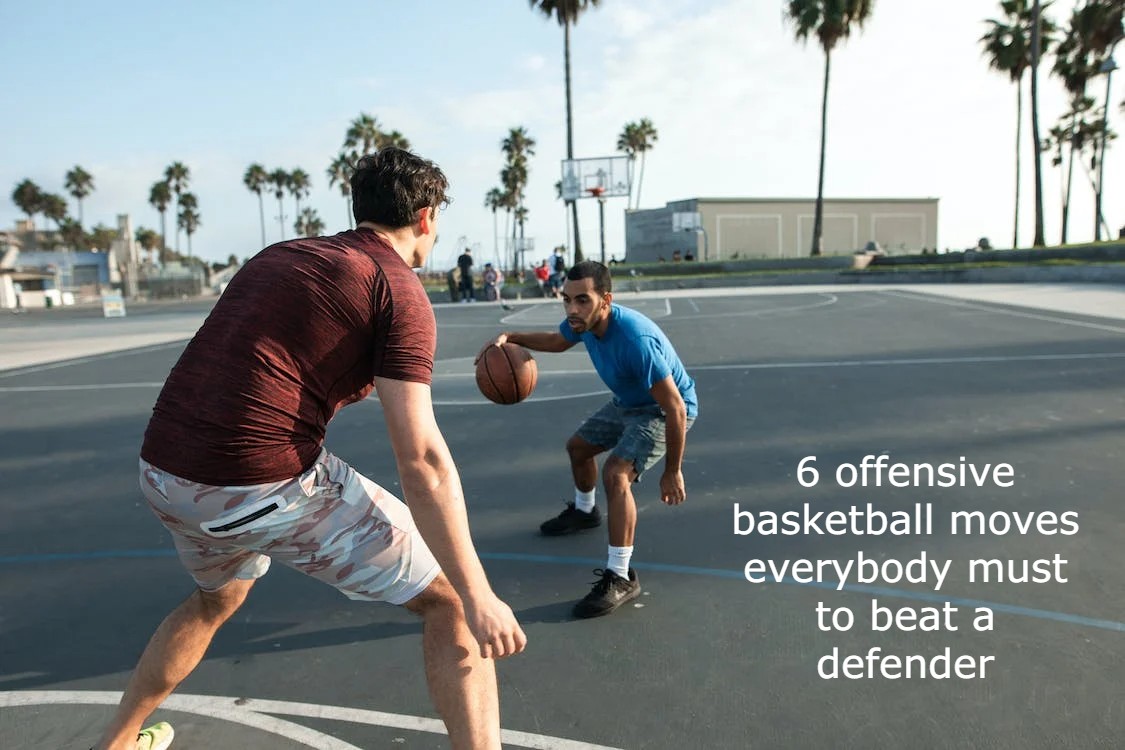 6 offensive
basketball moves
everybody must
to beat a
defender